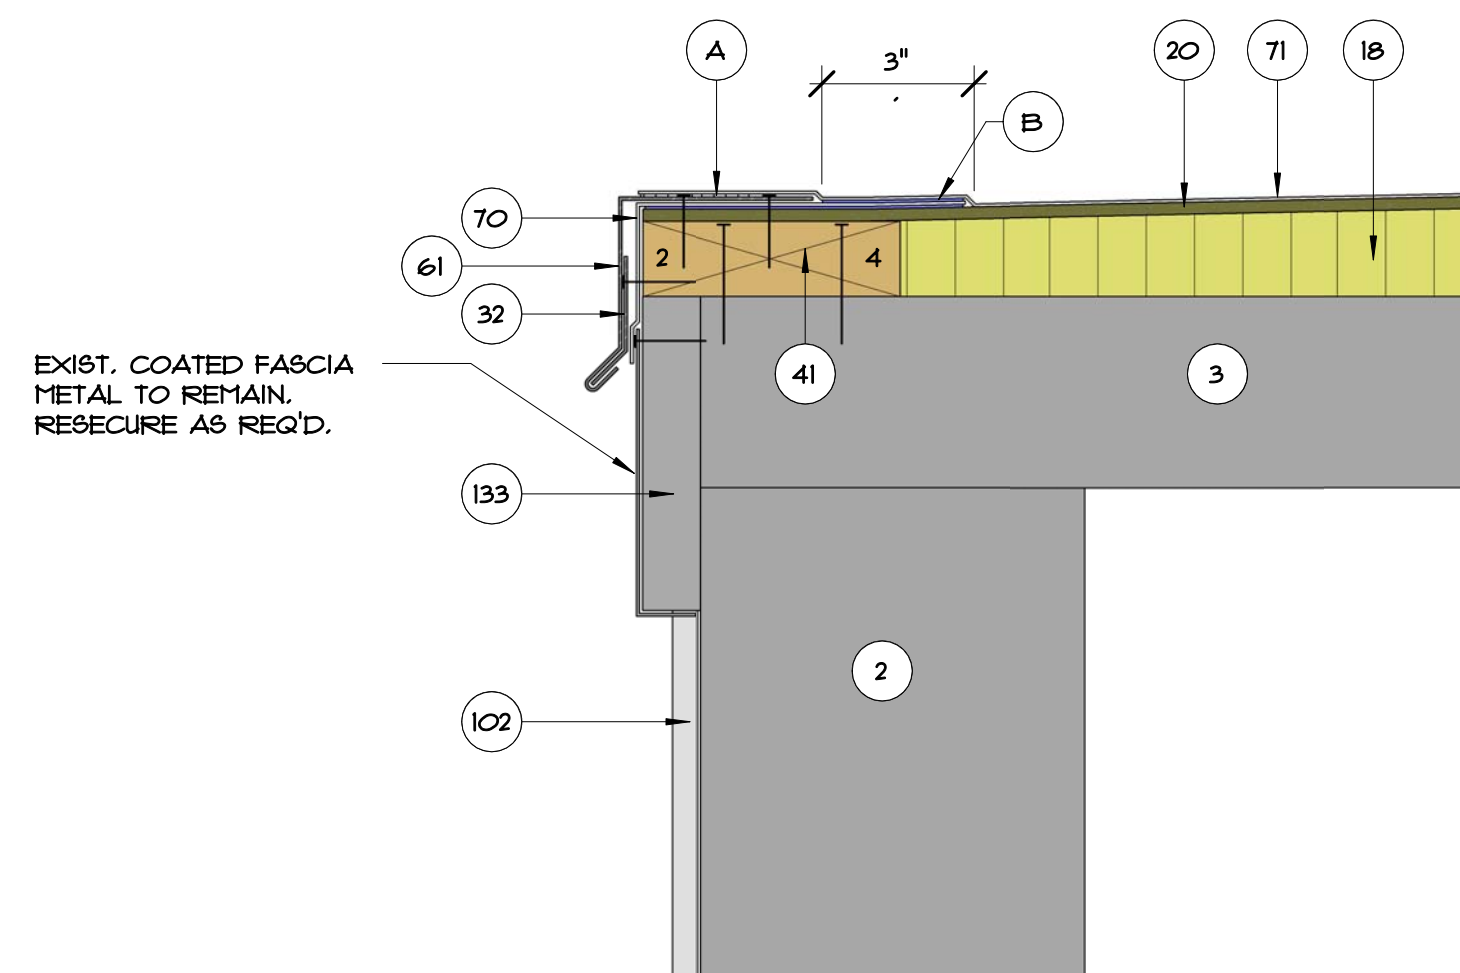 A
3"
20
71
18
B
70
61
2
4
32
EXIST. COATED FASCIA
METAL TO REMAIN.
RESECURE AS REQ'D.
41
3
133
2
102